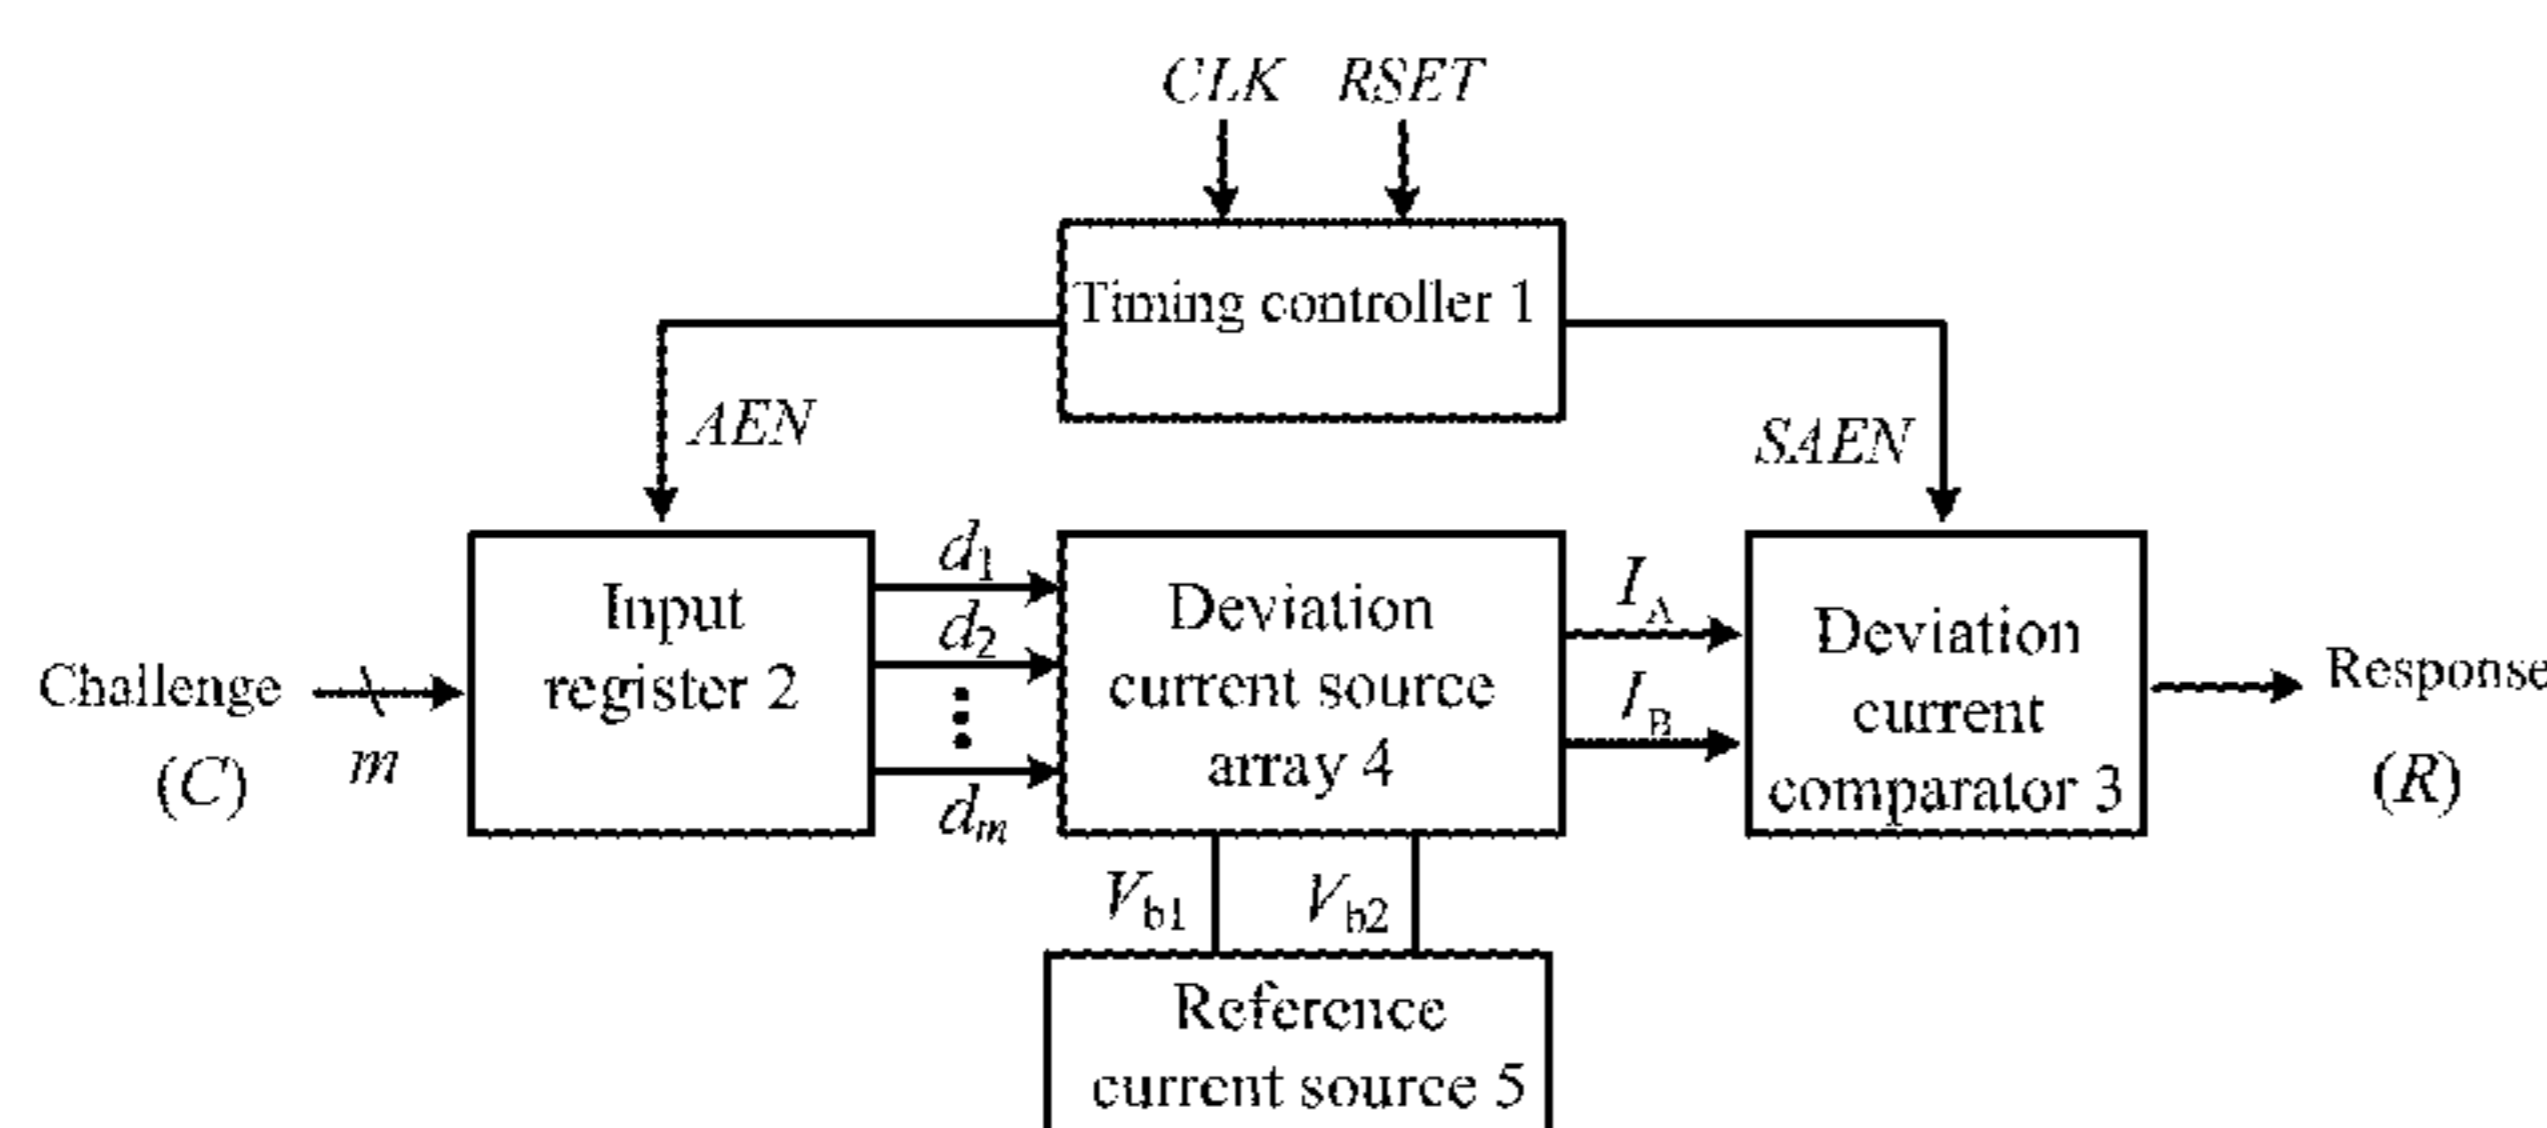 CLK RSET
Timing controller 1
AEN
SAEN
Challenge
(C)
m
Input
register 2
d1
d2
dm
Deviation
current source
array 4
IA
IB
Deviation
current
comparator 3
Response
(R)
Vb1 Vb2
Reference
current source 5